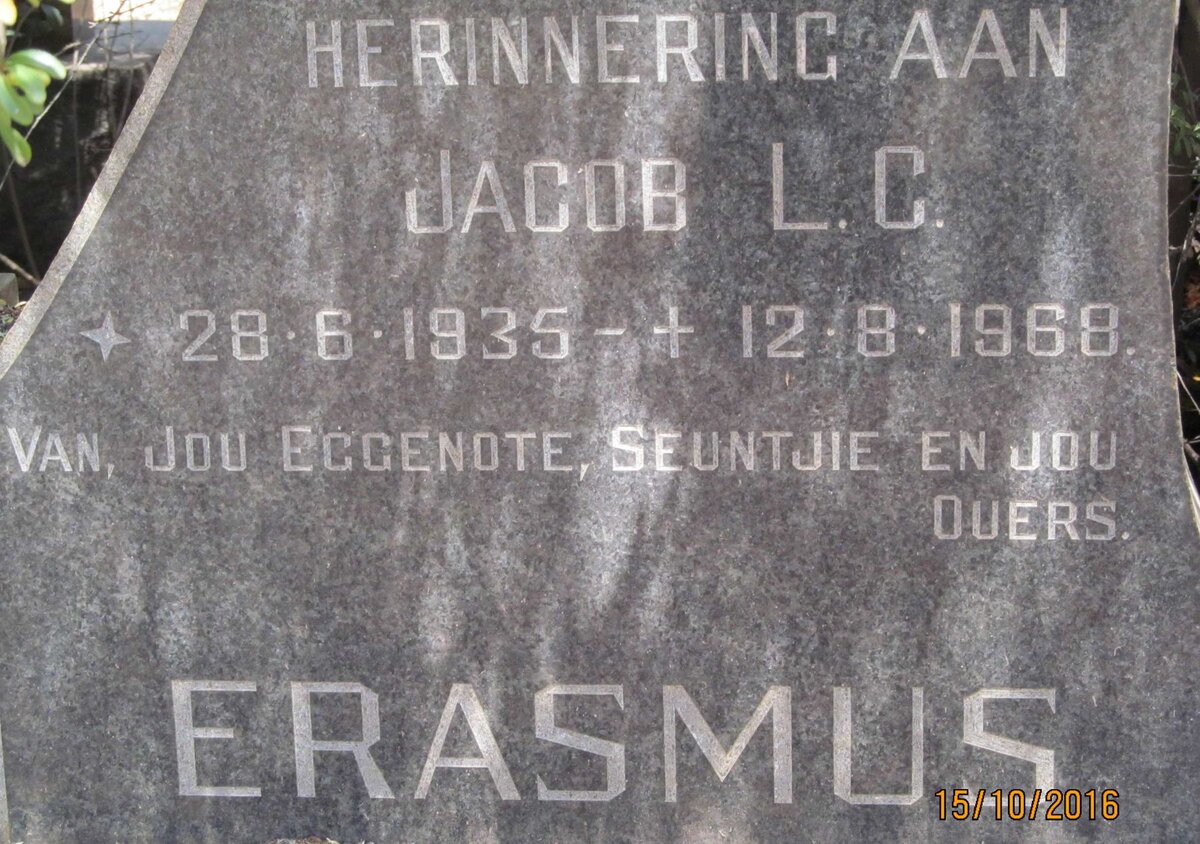 HERINNERING AAN
JACOB L. C.
✦ 28·6·1935 – ✝ 12·8·1968.
VAN, JOU EGGENOTE, SEUNTJIE EN JOU
OUERS.
ERASMUS
15/10/2016